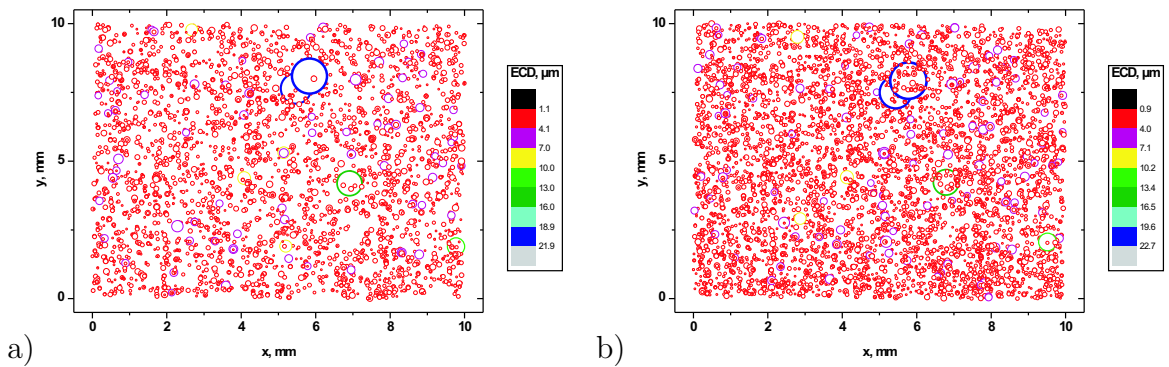 10
5
0
y, mm
0 2 4 6 8 10
x, mm
a)
ECD, µm
1.1
4.1
7.0
10.0
13.0
16.0
18.9
21.9
10
5
0
y, mm
0 2 4 6 8 10
x, mm
b)
ECD, µm
0.9
4.0
7.1
10.2
13.4
16.5
19.6
22.7